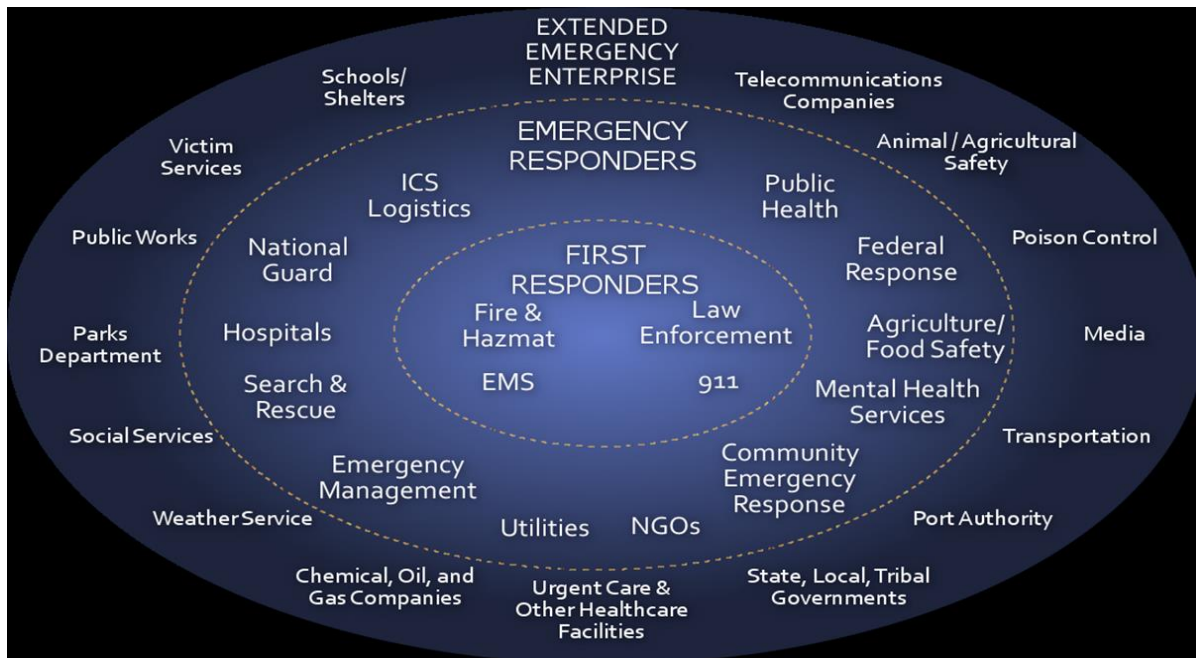 EXTENDED
EMERGENCY
ENTERPRISE
Schools/
Shelters
Telecommunications
Companies
Victim
Services
Animal / Agricultural
Safety
Public Works
Poison Control
Parks
Department
Media
Social Services
Transportation
Weather Service
Port Authority
Chemical, Oil, and
Gas Companies
Urgent Care &
Other Healthcare
Facilities
State, Local, Tribal
Governments
EMERGENCY
RESPONDERS
ICS
Logistics
Public
Health
National
Guard
Federal
Response
Hospitals
Agriculture/
Food Safety
Search &
Rescue
Mental Health
Services
Emergency
Management
Community
Emergency
Response
Utilities
NGOs
FIRST
RESPONDERS
Fire &
Hazmat
Law
Enforcement
EMS
911